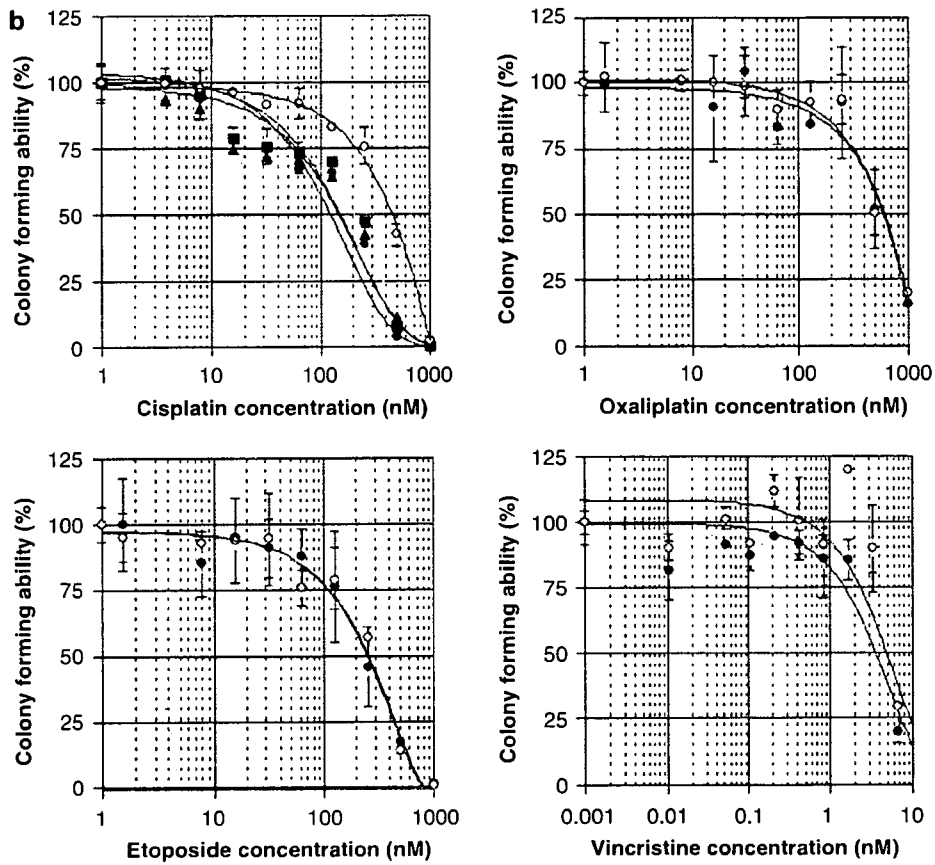 b
Colony forming ability (%)
125
100
75
50
25
0
1 10 100 1000
Cisplatin concentration (nM)
Colony forming ability (%)
125
100
75
50
25
0
1 10 100 1000
Oxaliplatin concentration (nM)
Colony forming ability (%)
125
100
75
50
25
0
1 10 100 1000
Etoposide concentration (nM)
Colony forming ability (%)
125
100
75
50
25
0
0.001 0.01 0.1 1 10
Vincristine concentration (nM)